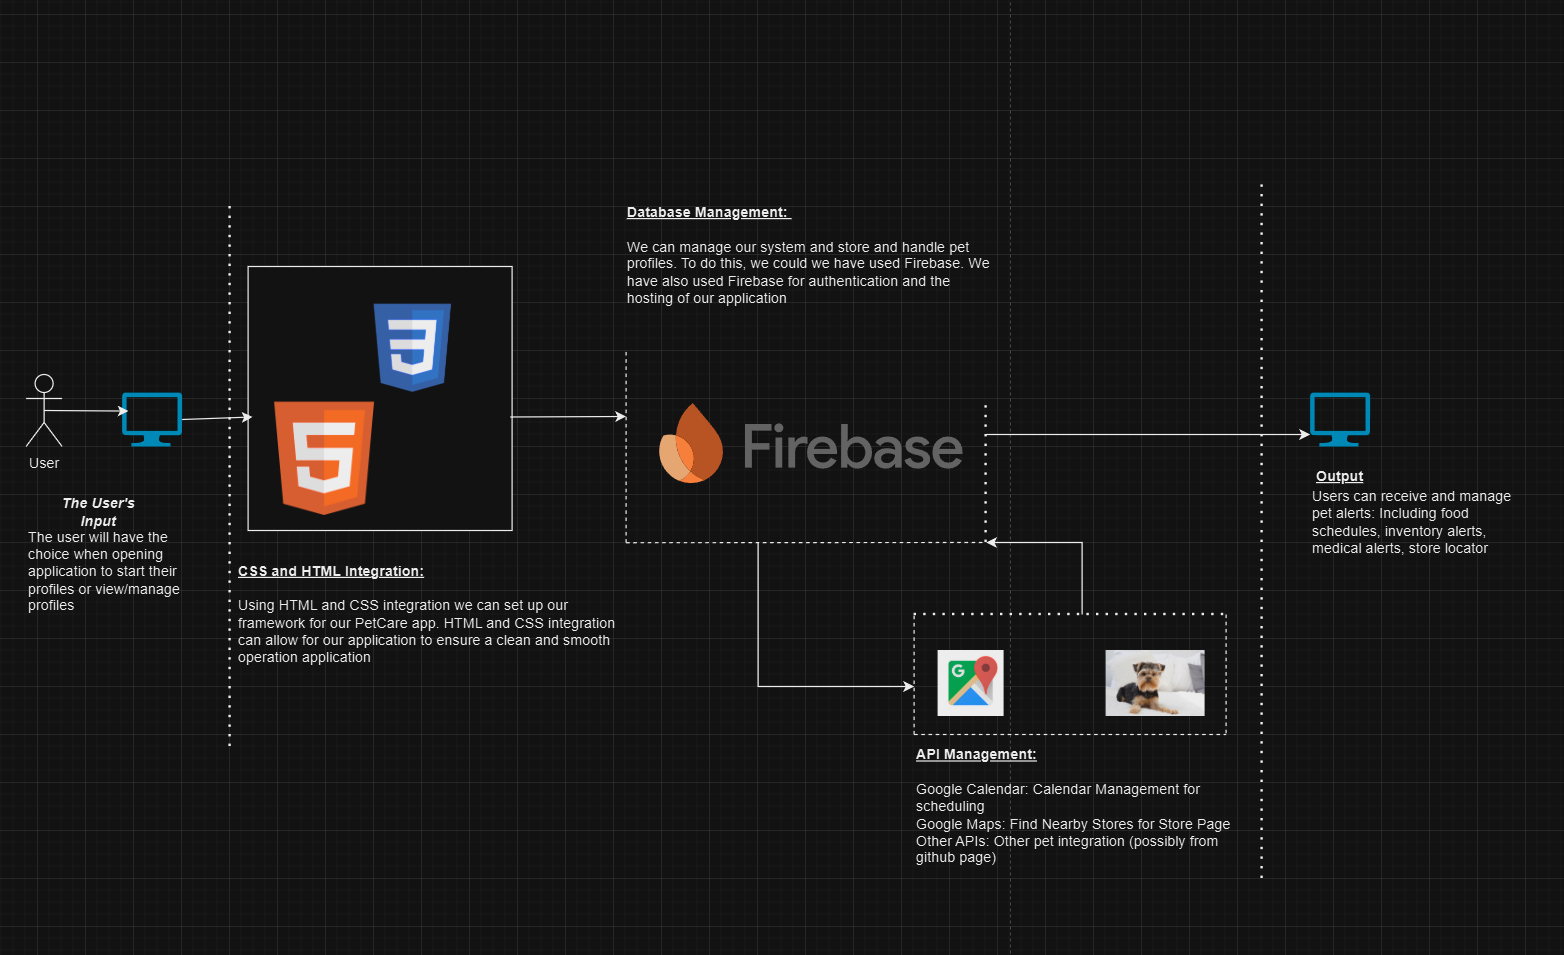 User
The User's
Input
The user will have the
choice when opening
application to start their
profiles or view/manage
profiles
3
5
CSS and HTML Integration:
Using HTML and CSS integration we can set up our
framework for our PetCare app. HTML and CSS integration
can allow for our application to ensure a clean and smooth
operation application
Database Management:
We can manage our system and store and handle pet
profiles. To do this, we could we have used Firebase. We
have also used Firebase for authentication and the
hosting of our application
Firebase
G
API Management:
Google Calendar: Calendar Management for
scheduling
Google Maps: Find Nearby Stores for Store Page
Other APIs: Other pet integration (possibly from
github page)
Output
Users can receive and manage
pet alerts: Including food
schedules, inventory alerts,
medical alerts, store locator